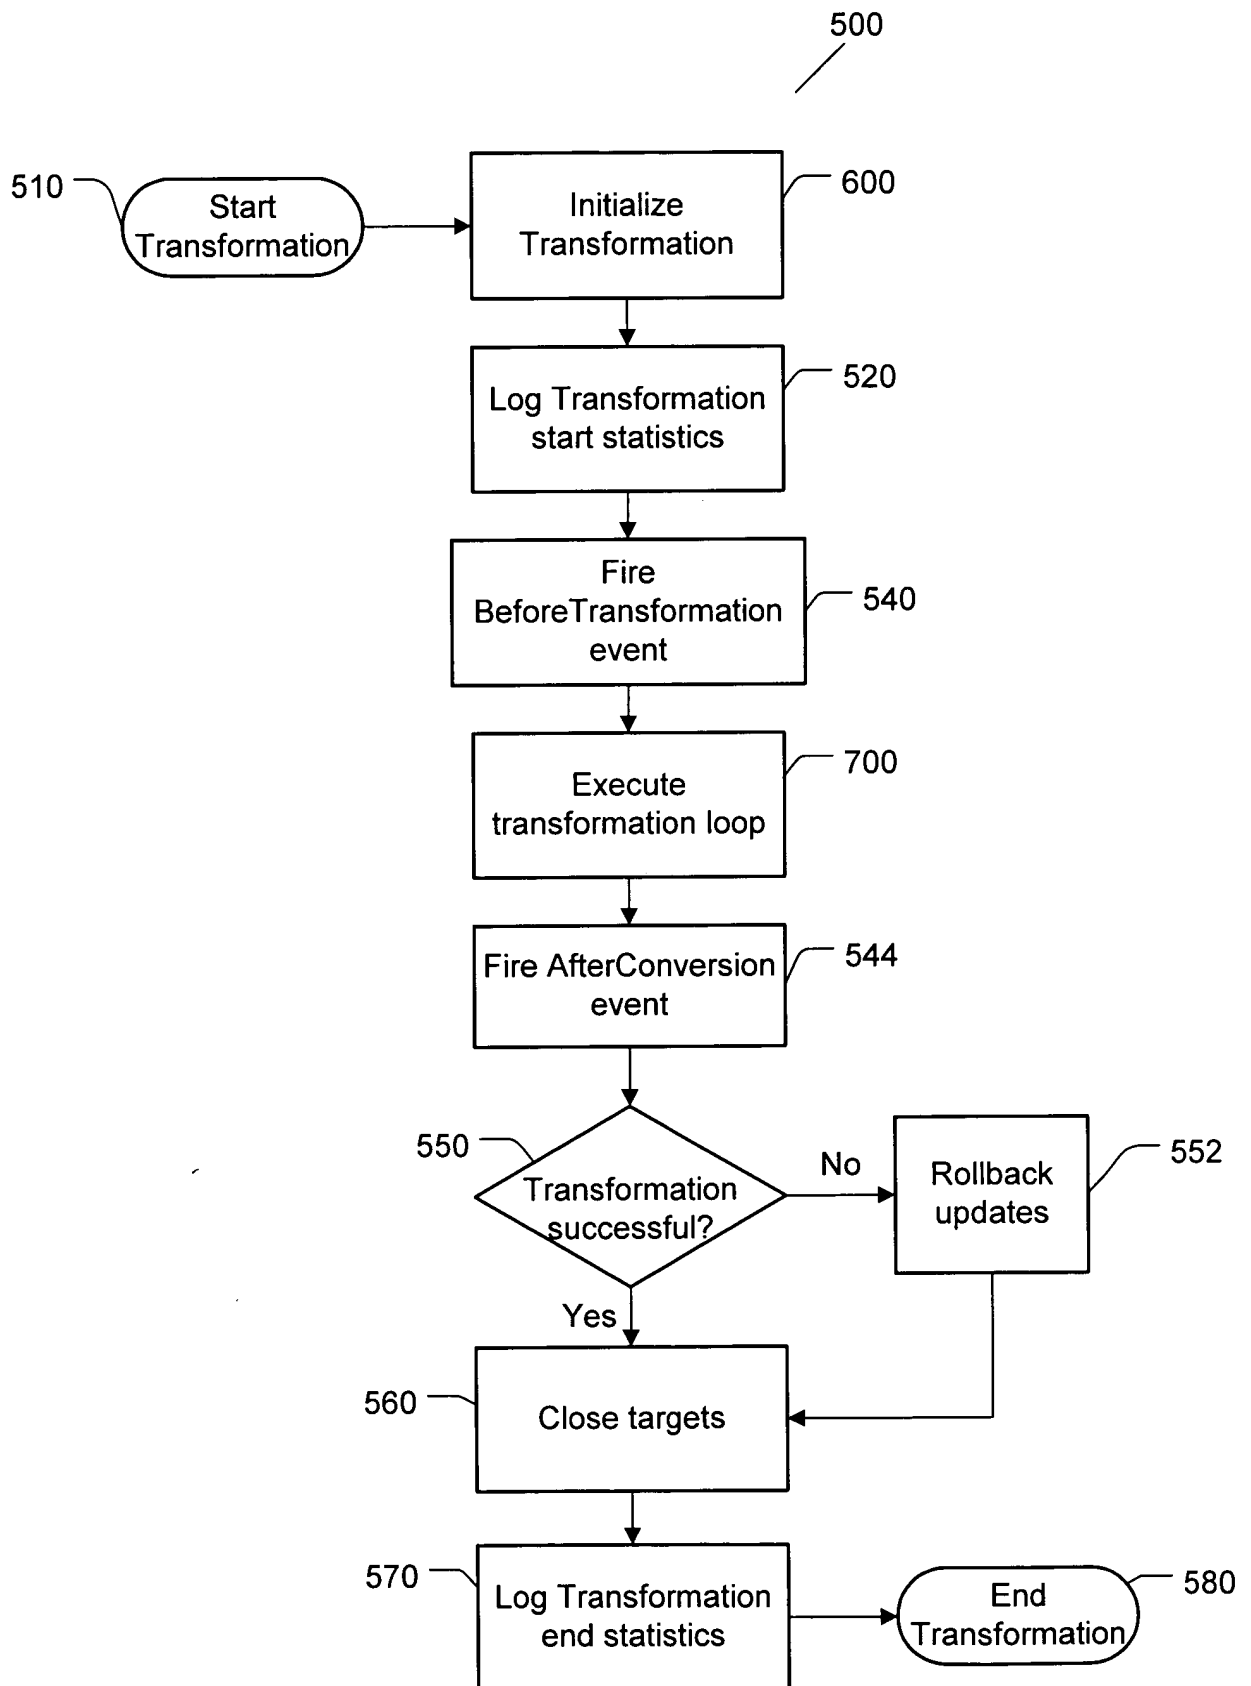 500
510
Start
Transformation
Initialize
Transformation
600
Log Transformation
start statistics
520
Fire
BeforeTransformation
event
540
Execute
transformation loop
700
Fire AfterConversion
event
544
550
Transformation
successful?
No
Rollback
updates
552
Yes
560
Close targets
570
Log Transformation
end statistics
End
Transformation
580